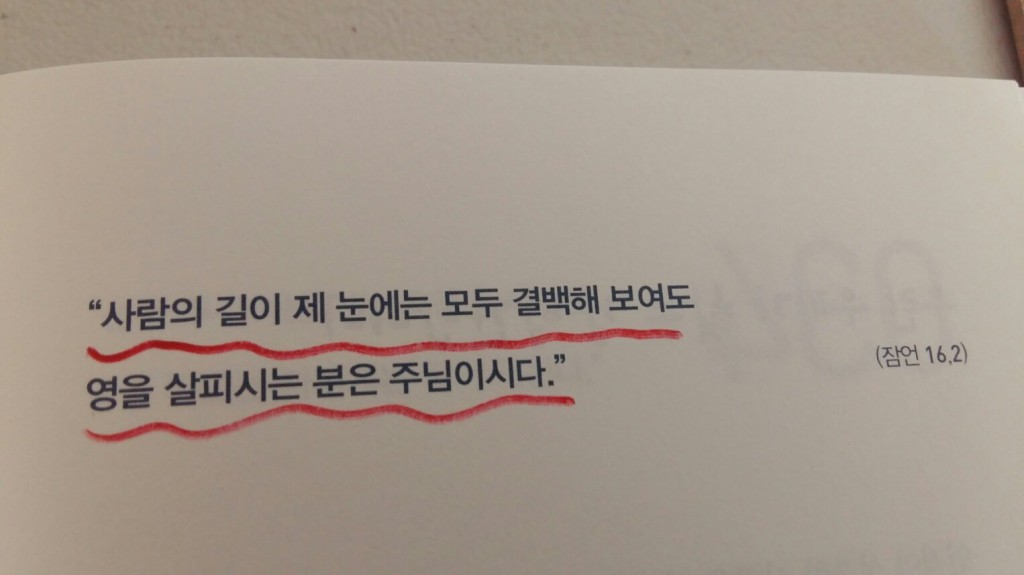 “사람의 길이 제 눈에는 모두 결백해 보여도
영을 살피시는 분은 주님이시다.”
(잠언 16,2)